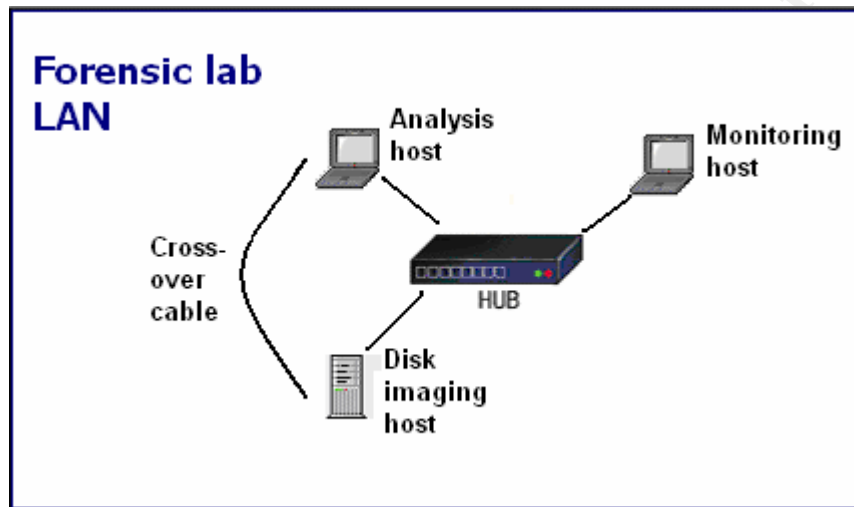 Forensic lab
LAN
Analysis
host
Monitoring
host
Cross-
over
cable
HUB
Disk
imaging
host